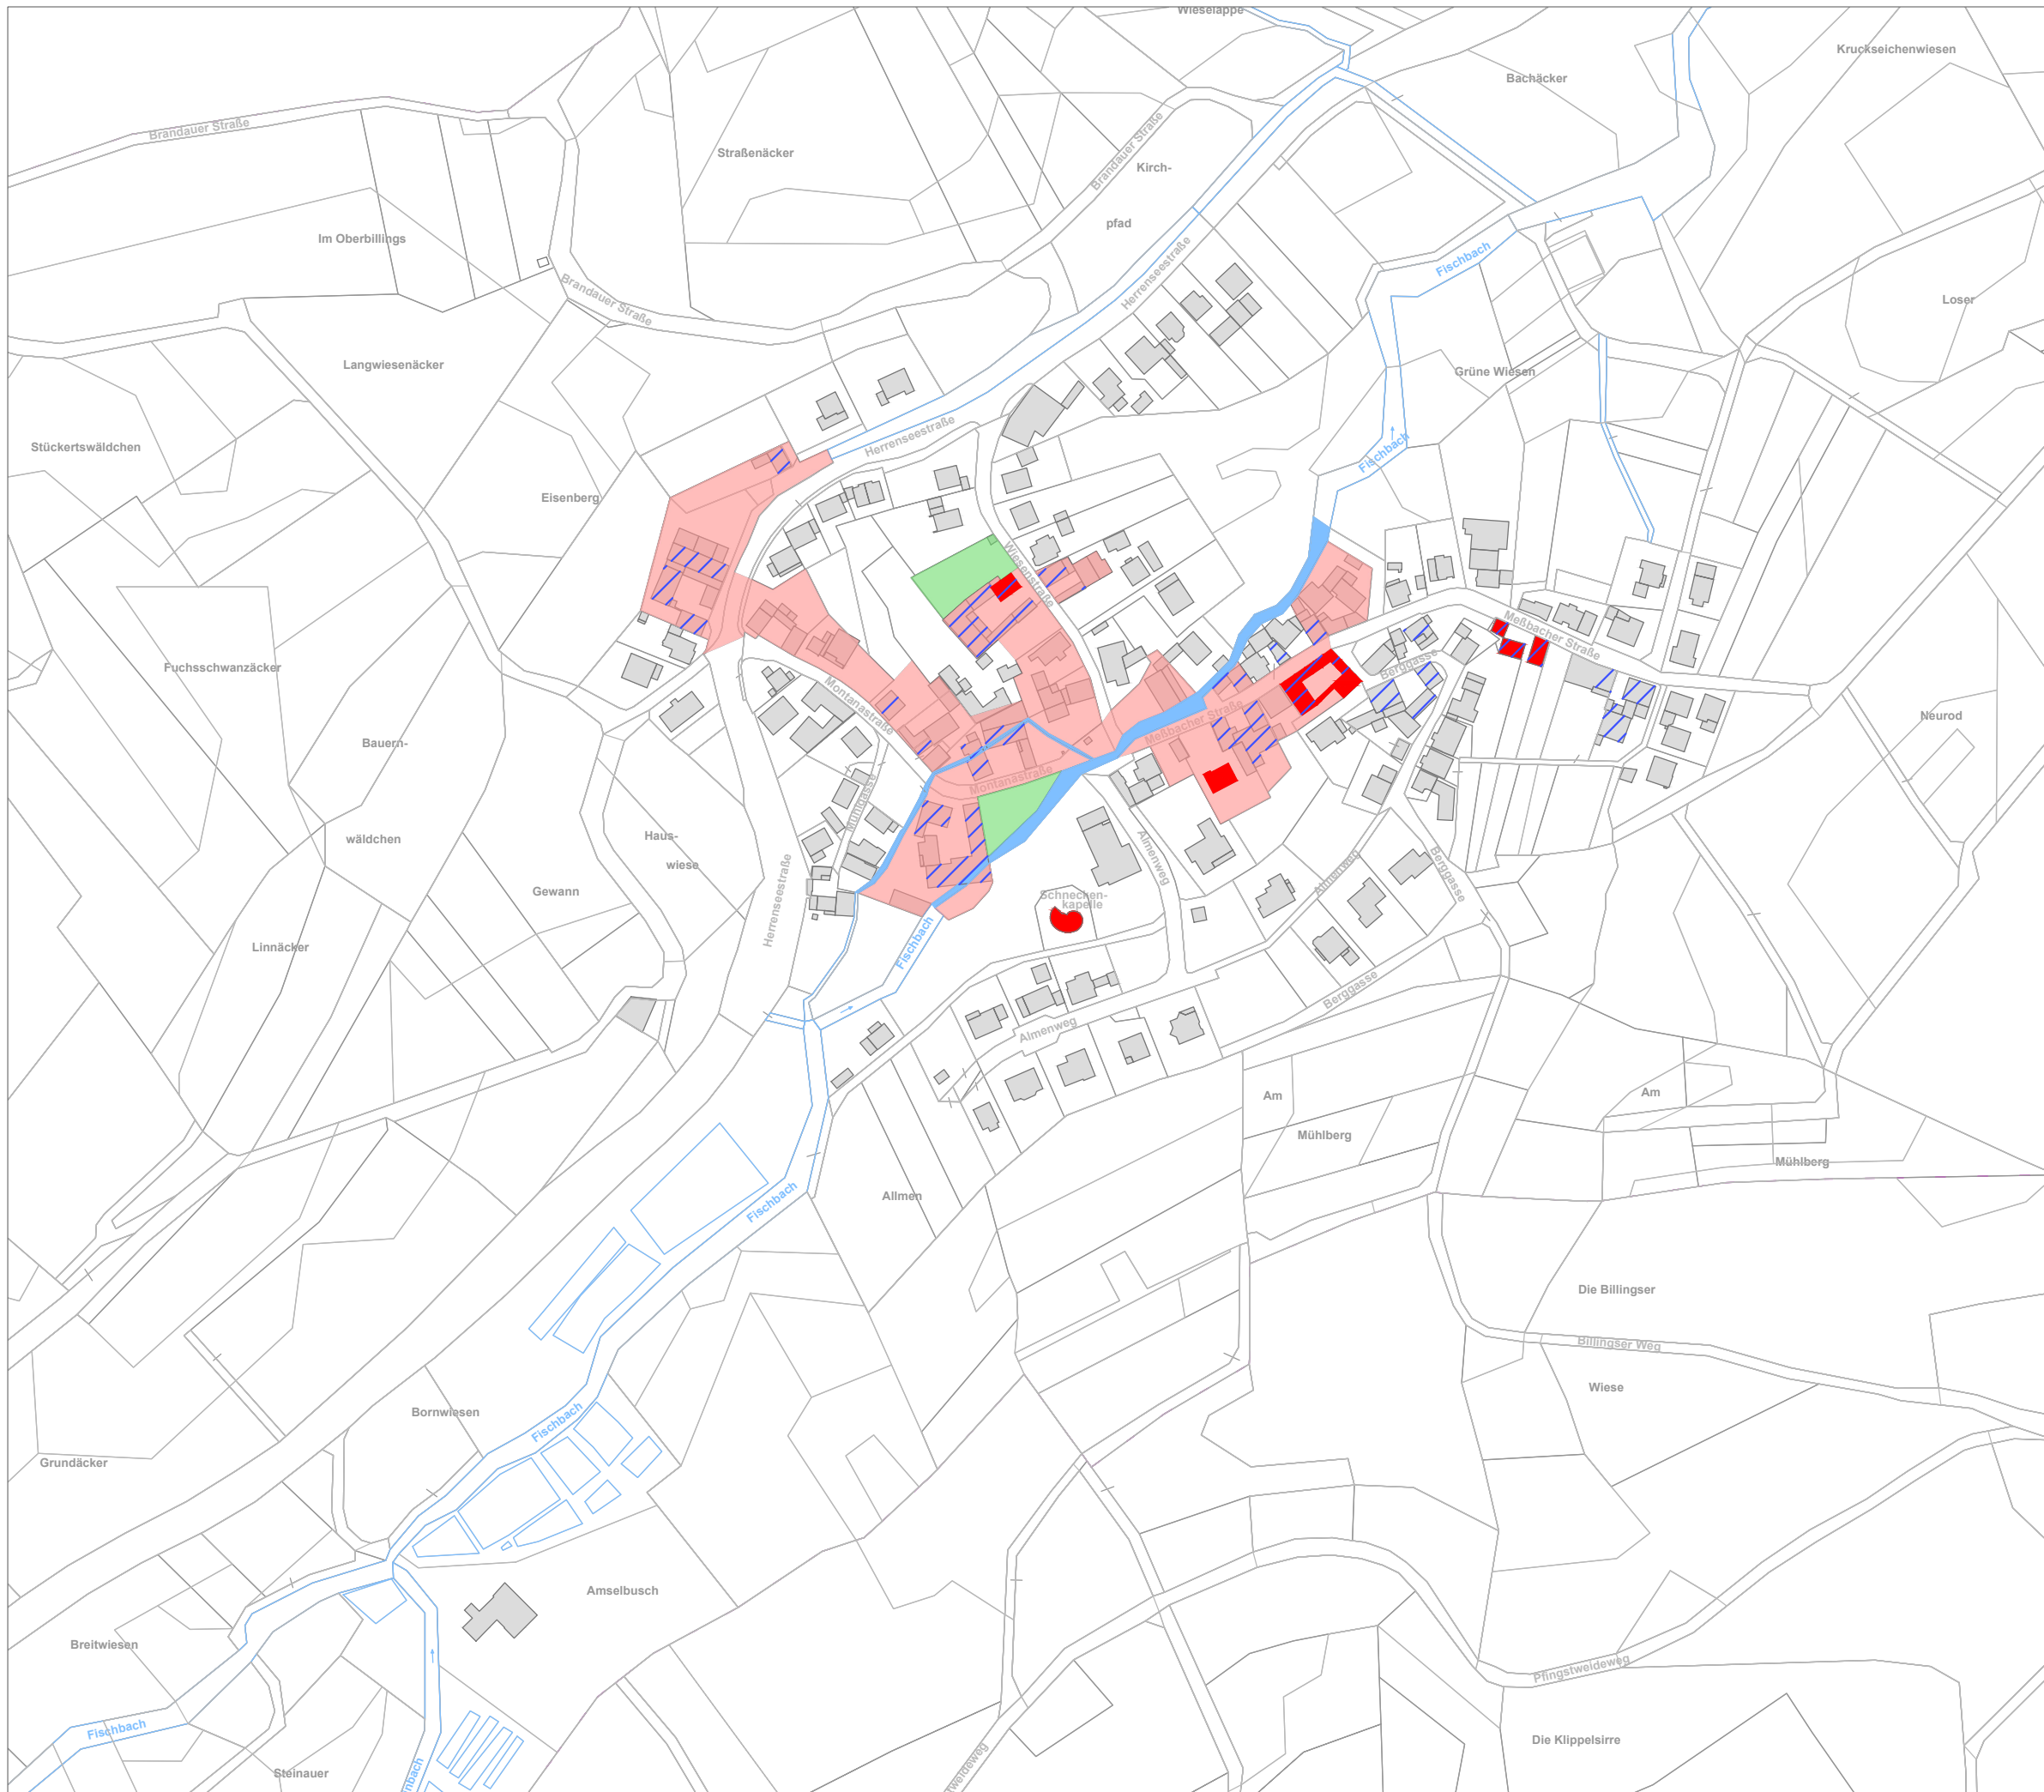 Wieselappe
Kruckseichenwiesen
Bachäcker
Brandauer Straße
Straßenäcker
Brandauer Straße
Kirch-
pfad
Im Oberbillings
Herrenseestraße
Fischbach
Brandauer Straße
Loser
Langwiesenäcker
Grüne Wiesen
Stückertswäldchen
Herrenseestraße
Fischbach
Eisenberg
Wiesenstraße
Meßbacher Straße
Fuchsschwanzäcker
Berggasse
Montanastraße
Meßbacher Straße
Neurod
Bauern-
wäldchen
Montanastraße
Mühlgasse
Haus-
wiese
Almenweg
Almenweg
Berggasse
Gewann
Schnecken-
kapelle
Herrenseestraße
Linnäcker
Fischbach
Berggasse
Almenweg
Am
Mühlberg
Am
Mühlberg
Allmen
Fischbach
Die Billingser
Billingser Weg
Wiese
Bornwiesen
Fischbach
Grundäcker
Amselbusch
Breitwiesen
Pfingstweideweg
Fischbach
Die Klippelsirre
Steinauer
nbach
weideweg